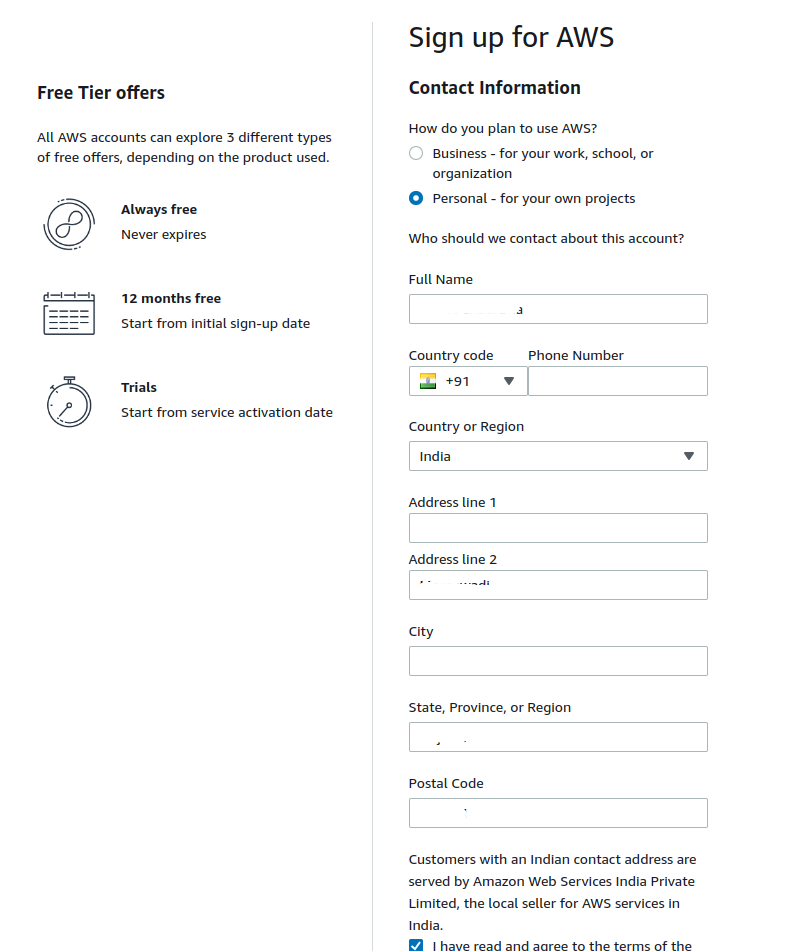 Sign up for AWS
Free Tier offers
All AWS accounts can explore 3 different types
of free offers, depending on the product used.
Always free
Never expires
12 months free
Start from initial sign-up date
Trials
Start from service activation date
Contact Information
How do you plan to use AWS?
Business - for your work, school, or
organization
Personal - for your own projects
Who should we contact about this account?
Full Name
Country code
Phone Number
+91
Country or Region
India
Address line 1
Address line 2
City
State, Province, or Region
Postal Code
Customers with an Indian contact address are
served by Amazon Web Services India Private
Limited, the local seller for AWS services in
India.
I have read and agree to the terms of the